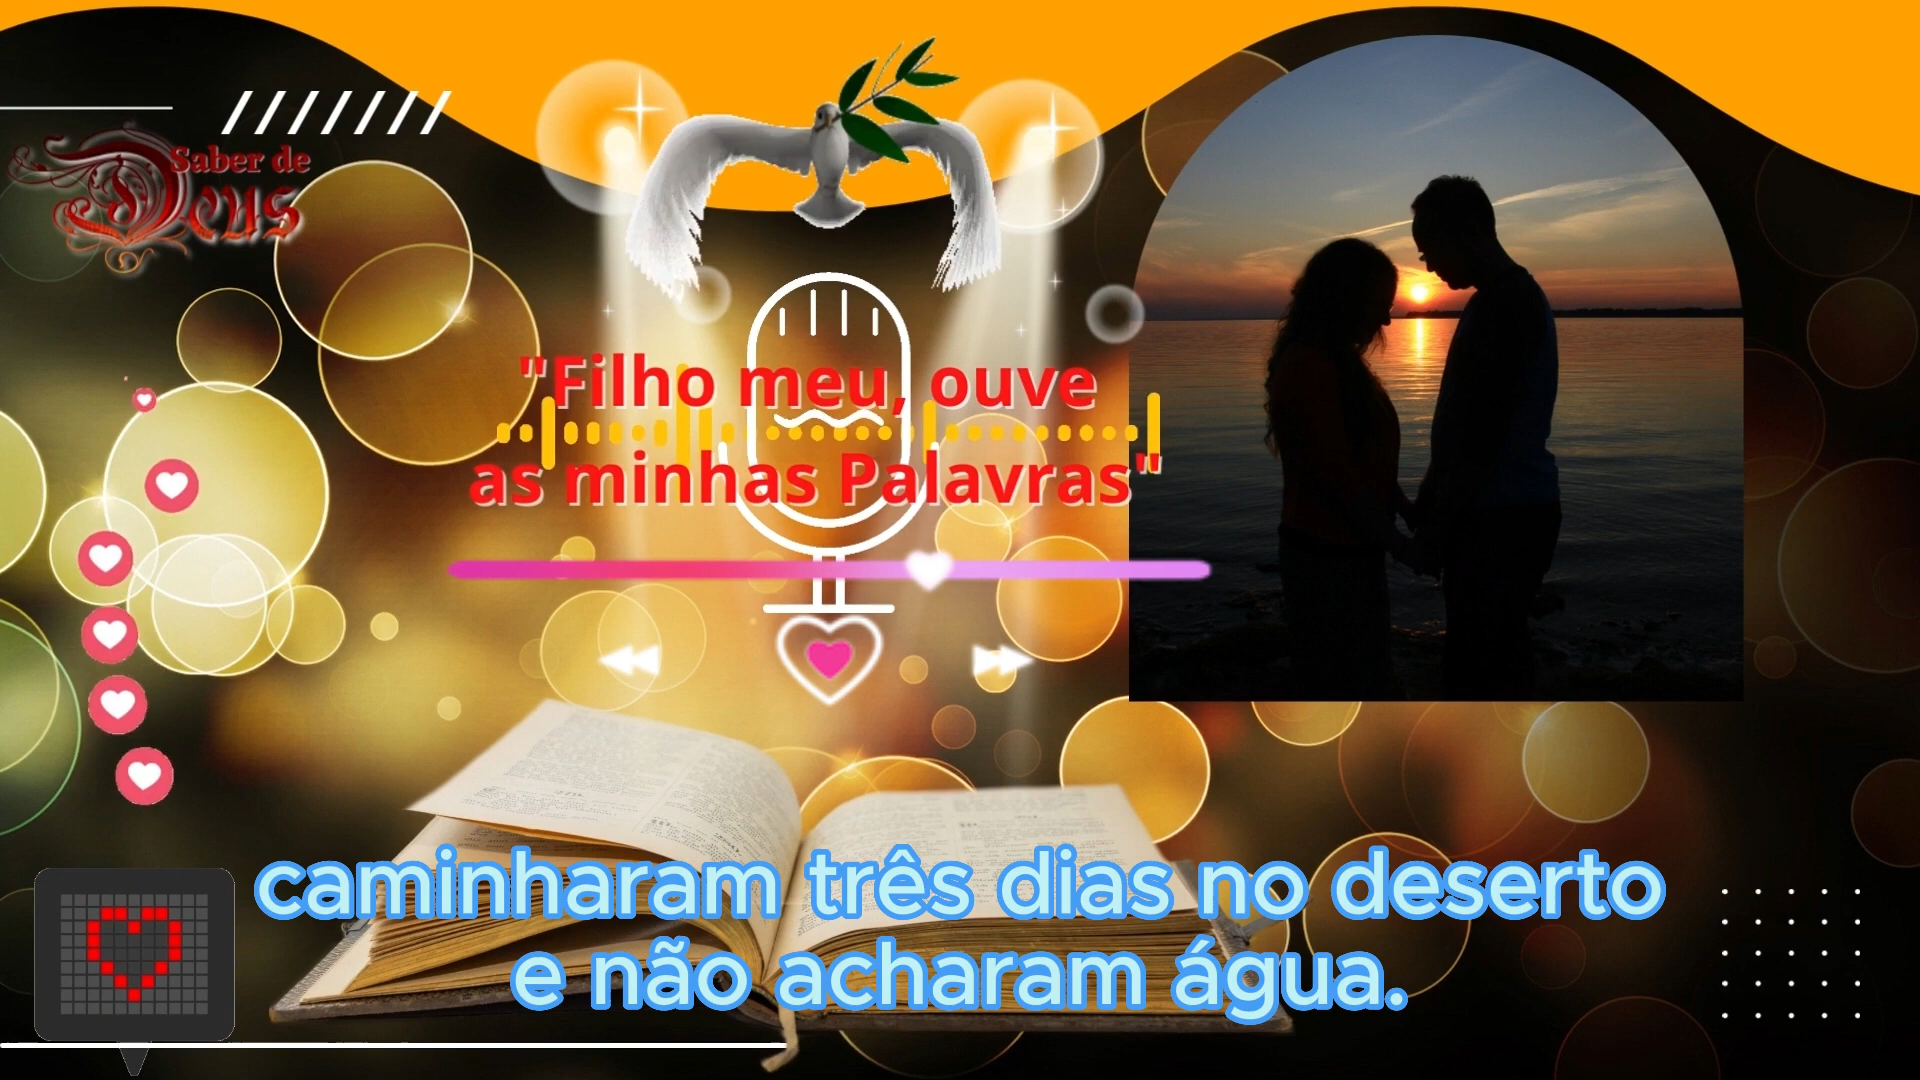 Saber de
Deus
"Filho meu, ouve
as minhas Palavras"
caminharam três dias no deserto
e não acharam água.